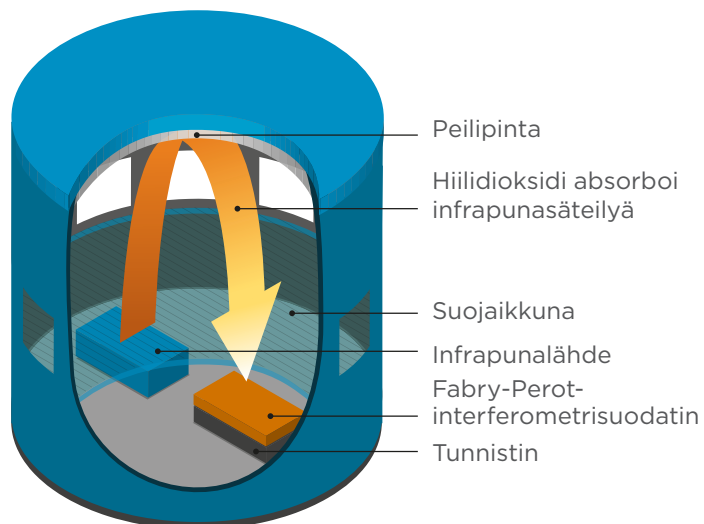 Peilipinta
Hiilidioksidi absorboi
infrapunasäteilyä
Suojaikkuna
Infrapunalähde
Fabry-Perot-
interferometrisuodatin
Tunnistin